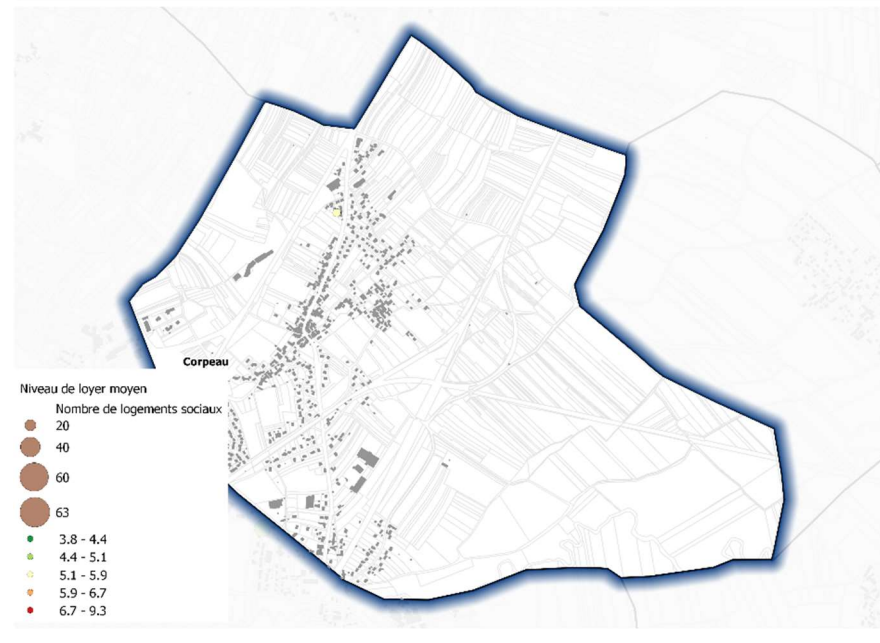 Corpeau
Niveau de loyer moyen
Nombre de logements sociaux
20
40
60
63
3.8 - 4.4
4.4 - 5.1
5.1 - 5.9
5.9 - 6.7
6.7 - 9.3